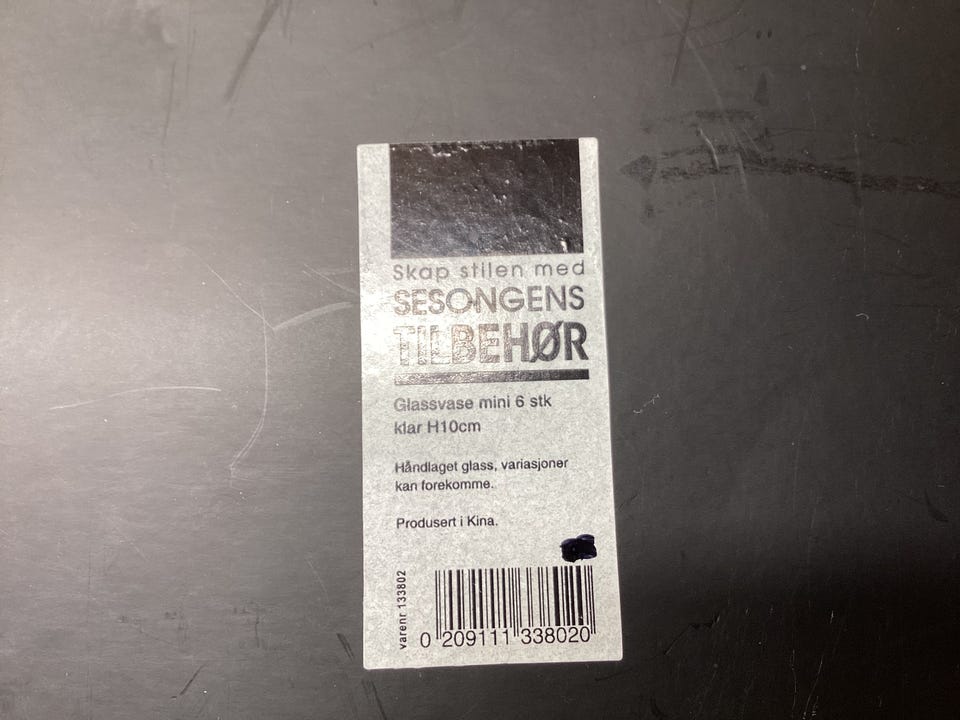 Skap stilen med
SESONGENS
TILBEHØR
Glassvase mini 6 stk
klar H10cm
Håndlaget glass, variasjoner
kan forekomme.
Produsert i Kina.
varenr 133802
0 209111 338020